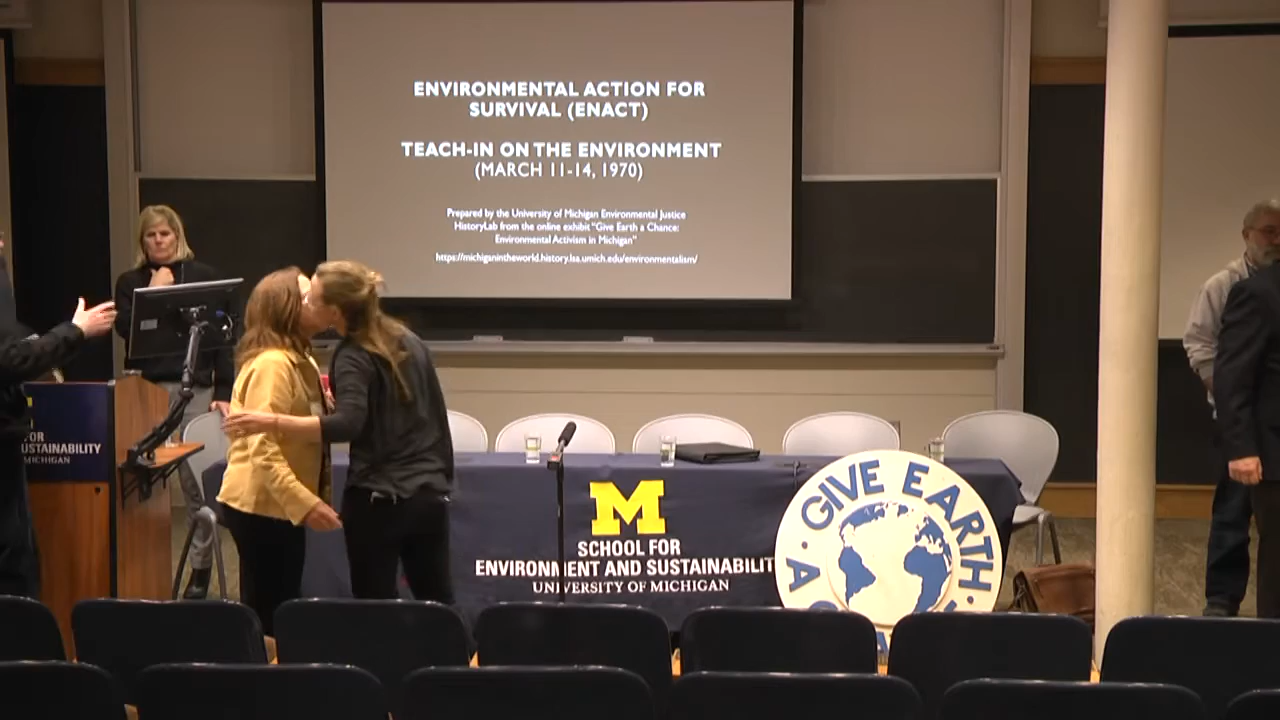 ENVIRONMENTAL ACTION FOR
SURVIVAL (ENACT)
TEACH-IN ON THE ENVIRONMENT
(MARCH 11-14, 1970)
Prepared by the University of Michigan Environmental Justice
HistoryLab from the online exhibit "Give Earth a Chance:
Environmental Activism in Michigan"
https://michiganintheworld.history.lsa.umich.edu/environmentalism/
FOR
USTAINABILITY
MICHIGAN
M
SCHOOL FOR
ENVIRONMENT AND SUSTAINABILIT
UNIVERSITY OF MICHIGAN
· GIVE EARTH · A